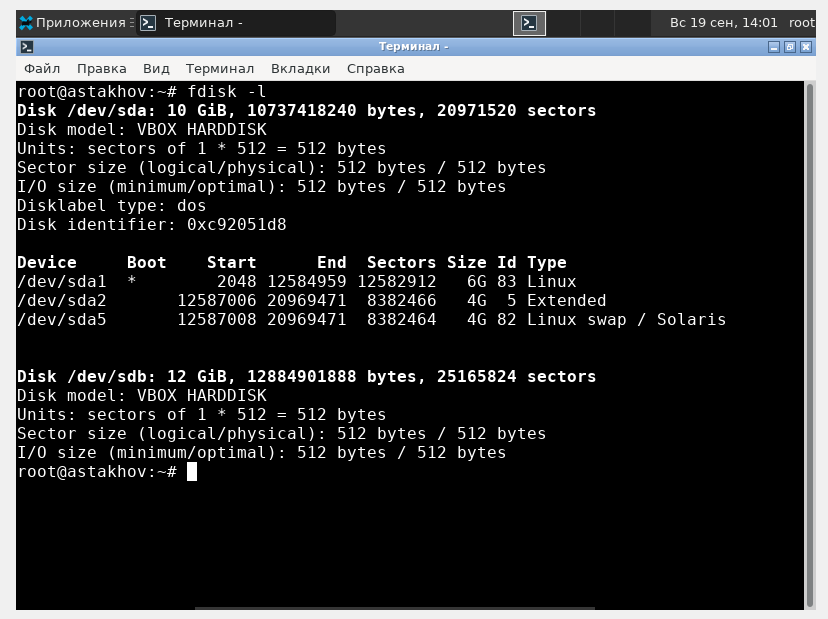 Приложения Терминал - Вс 19 сен, 14:01 root
Терминал -
Файл Правка Вид Терминал Вкладки Справка
root@astakhov:~# fdisk -l
Disk /dev/sda: 10 GiB, 10737418240 bytes, 20971520 sectors
Disk model: VBOX HARDDISK
Units: sectors of 1 * 512 = 512 bytes
Sector size (logical/physical): 512 bytes / 512 bytes
I/O size (minimum/optimal): 512 bytes / 512 bytes
Disklabel type: dos
Disk identifier: 0xc92051d8
Device     Boot    Start      End  Sectors Size Id Type
/dev/sda1  *        2048 12584959 12582912   6G 83 Linux
/dev/sda2       12587006 20969471  8382466   4G  5 Extended
/dev/sda5       12587008 20969471  8382464   4G 82 Linux swap / Solaris
Disk /dev/sdb: 12 GiB, 12884901888 bytes, 25165824 sectors
Disk model: VBOX HARDDISK
Units: sectors of 1 * 512 = 512 bytes
Sector size (logical/physical): 512 bytes / 512 bytes
I/O size (minimum/optimal): 512 bytes / 512 bytes
root@astakhov:~#